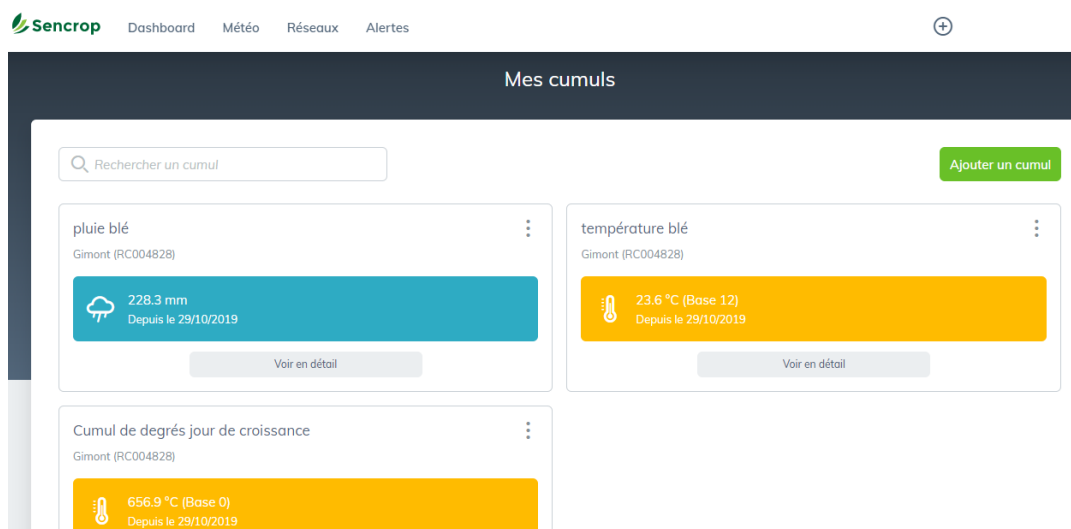 Sencrop Dashboard Météo Réseaux Alertes
Mes cumuls
Rechercher un cumul
Ajouter un cumul
pluie blé
Gimont (RC004828)
228.3 mm
Depuis le 29/10/2019
Voir en détail
température blé
Gimont (RC004828)
23.6 °C (Base 12)
Depuis le 29/10/2019
Voir en détail
Cumul de degrés jour de croissance
Gimont (RC004828)
656.9 °C (Base 0)
Depuis le 29/10/2019